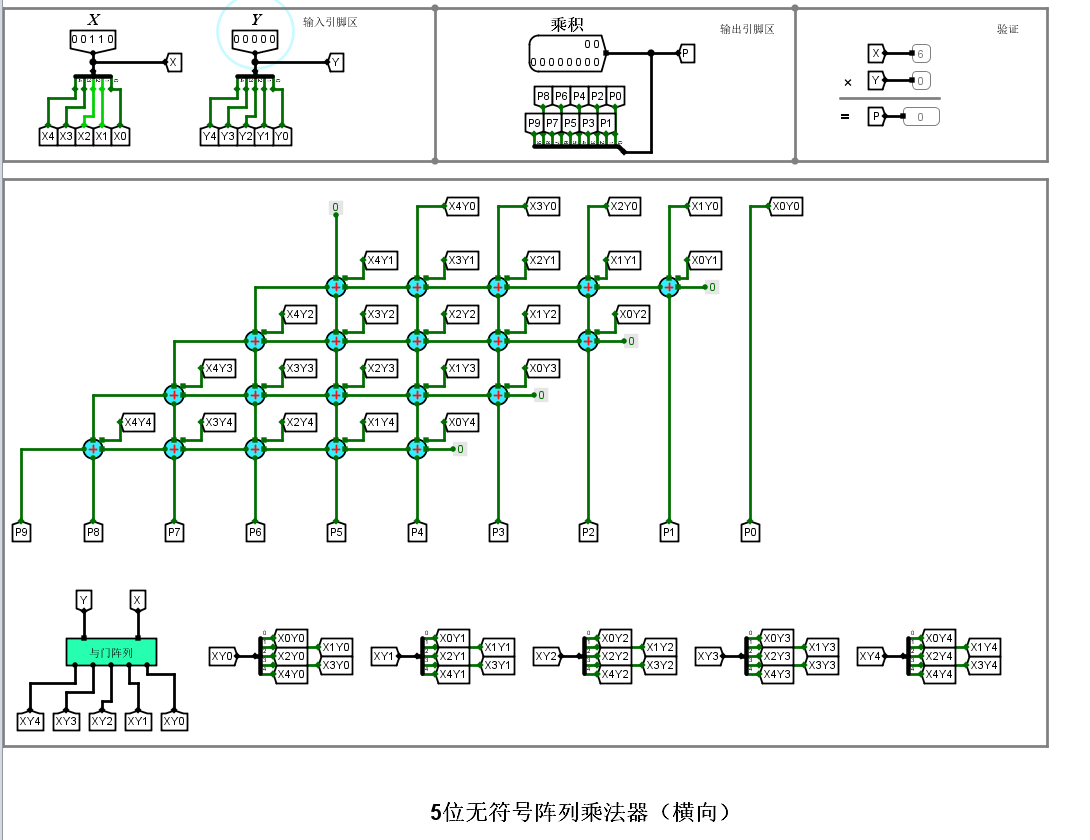 X Y 输入引脚区 乘积 输出引脚区 验证
00110 00000 00
X Y 00000000 P X 6
× Y 0
P8 P6 P4 P2 P0
= P 0
X4 X3 X2 X1 X0 Y4 Y3 Y2 Y1 Y0 P9 P7 P5 P3 P1
0 X4Y0 X3Y0 X2Y0 X1Y0 X0Y0
X4Y1 X3Y1 X2Y1 X1Y1 X0Y1
+ + + + + 0
X4Y2 X3Y2 X2Y2 X1Y2 X0Y2
+ + + + + 0
X4Y3 X3Y3 X2Y3 X1Y3 X0Y3
+ + + + + 0
X4Y4 X3Y4 X2Y4 X1Y4 X0Y4
+ + + + + 0
P9 P8 P7 P6 P5 P4 P3 P2 P1 P0
Y X
与门阵列
XY4 XY3 XY2 XY1 XY0
XY0 X0Y0 X1Y0 X2Y0 X3Y0 X4Y0
XY1 X0Y1 X1Y1 X2Y1 X3Y1 X4Y1
XY2 X0Y2 X1Y2 X2Y2 X3Y2 X4Y2
XY3 X0Y3 X1Y3 X2Y3 X3Y3 X4Y3
XY4 X0Y4 X1Y4 X2Y4 X3Y4 X4Y4
5位无符号阵列乘法器（横向）